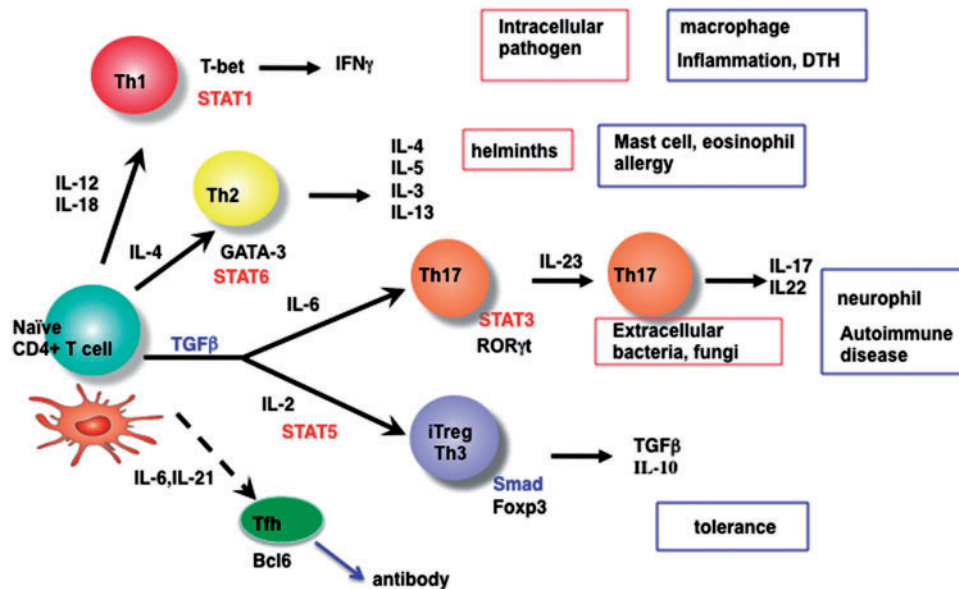 Th1
T-bet
STAT1
IFNγ
Intracellular
pathogen
macrophage
Inflammation, DTH
IL-12
IL-18
IL-4
Th2
GATA-3
STAT6
IL-4
IL-5
IL-3
IL-13
helminths
Mast cell, eosinophil
allergy
Naïve
CD4+ T cell
TGFβ
IL-6
Th17
STAT3
RORγt
IL-23
Th17
Extracellular
bacteria, fungi
IL-17
IL22
neurophil
Autoimmune
disease
IL-2
STAT5
iTreg
Th3
Smad
Foxp3
TGFβ
IL-10
tolerance
IL-6,IL-21
Tfh
Bcl6
antibody